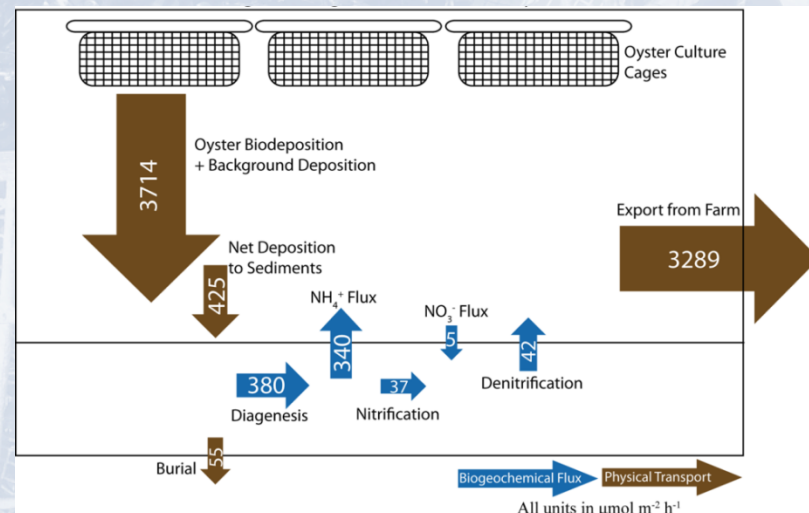 Oyster Culture
Cages
Oyster Biodeposition
+ Background Deposition
3714
Export from Farm
3289
Net Deposition
to Sediments
425
NH₄⁺ Flux
340
NO₃⁻ Flux
5
42
380
Diagenesis
37
Nitrification
Denitrification
Burial
55
Biogeochemical Flux
Physical Transport
All units in μmol m⁻² h⁻¹